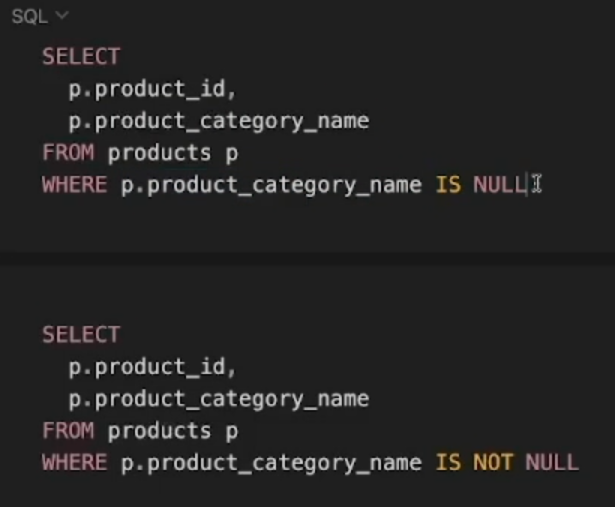 SQL
SELECT
p.product_id,
p.product_category_name
FROM products p
WHERE p.product_category_name IS NULL
SELECT
p.product_id,
p.product_category_name
FROM products p
WHERE p.product_category_name IS NOT NULL